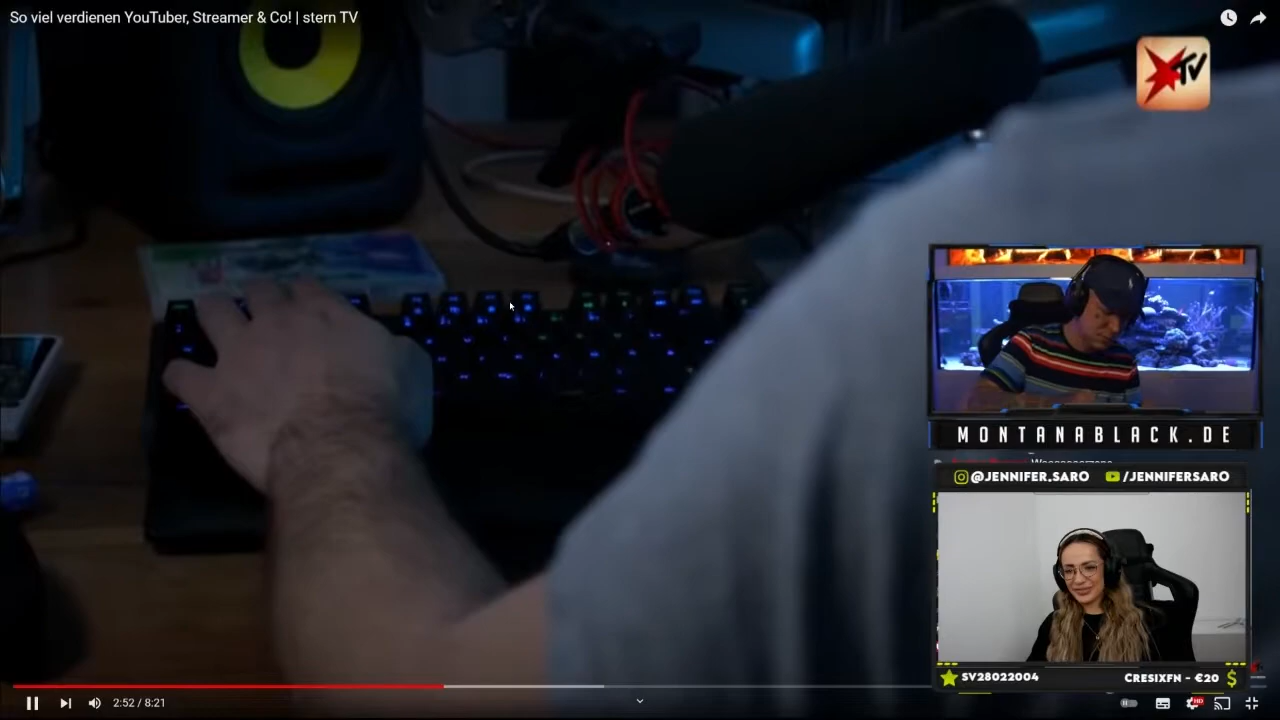 So viel verdienen YouTuber, Streamer & Co! | stern TV
TV
MONTANABLACK.DE
@JENNIFER.SARO /JENNIFERSARO
SV28022004
CRESIXFN - €20 $
2:52 / 8:21
HD